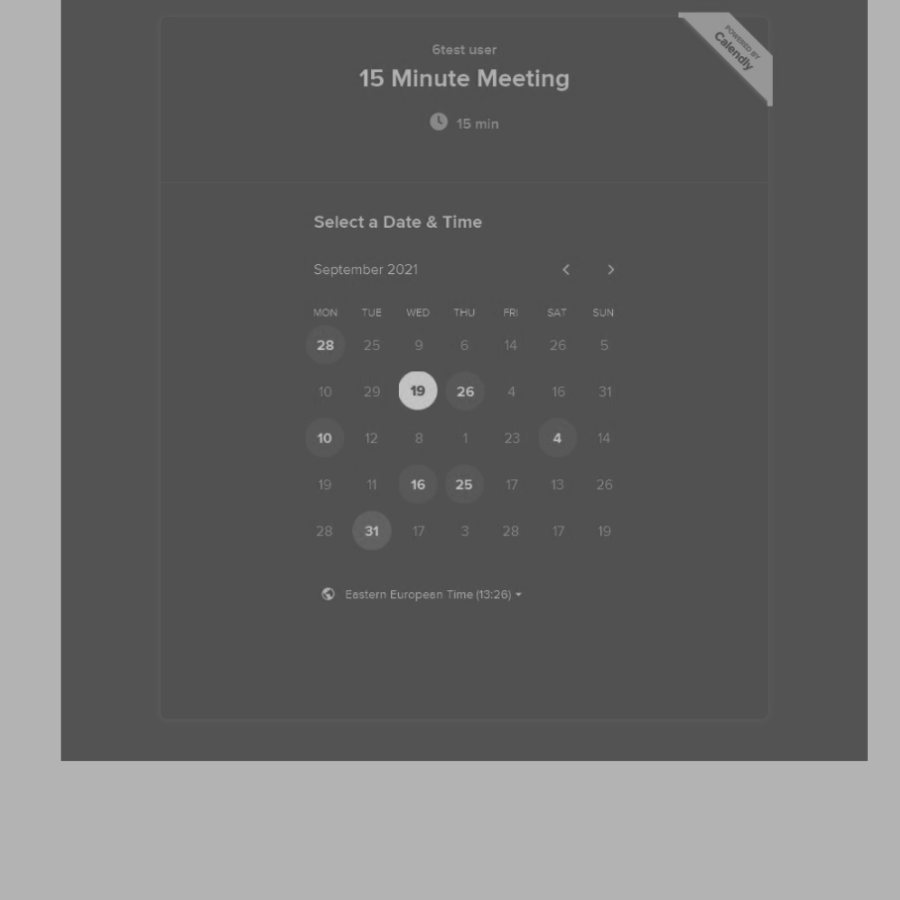 POWERED BY
Calendly
6test user
15 Minute Meeting
15 min
Select a Date & Time
September 2021
MON TUE WED THU FRI SAT SUN
28 25 9 6 14 26 5
10 29 19 26 4 16 31
10 12 8 1 23 4 14
19 11 16 25 17 13 26
28 31 17 3 28 17 19
Eastern European Time (13:26)